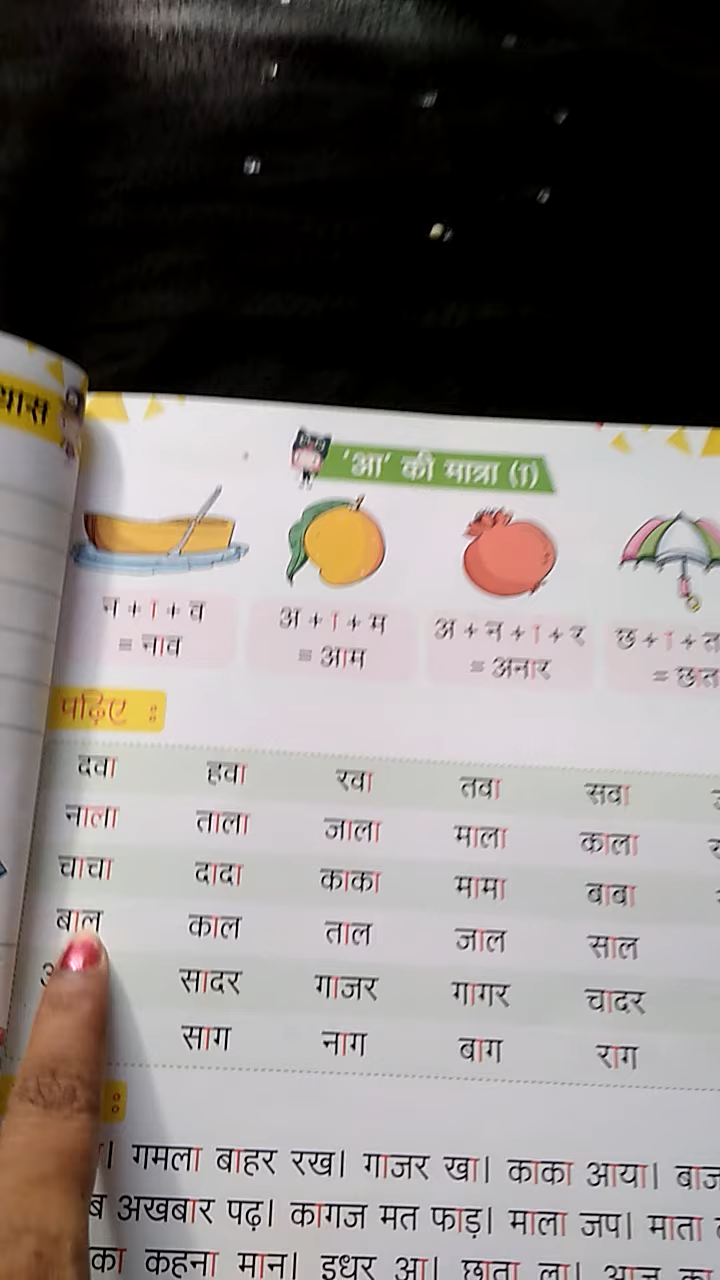 'आ' की मात्रा (1)
न + ा + व अ + ा + म अ + न + ा + र छ + ा + त
= नाव = आम = अनार = छात
पढ़िए :
दवा हवा रवा तवा सवा
नाला ताला जाला माला काला
चाचा दादा काका मामा बाबा
बाल काल ताल जाल साल
सादर गाजर गागर चादर
साग नाग बाग राग
गमला बाहर रख। गाजर खा। काका आया।
अखबार पढ़। कागज मत फाड़। माला जप। माता
कहना मान। इधर आ। छाता ला।